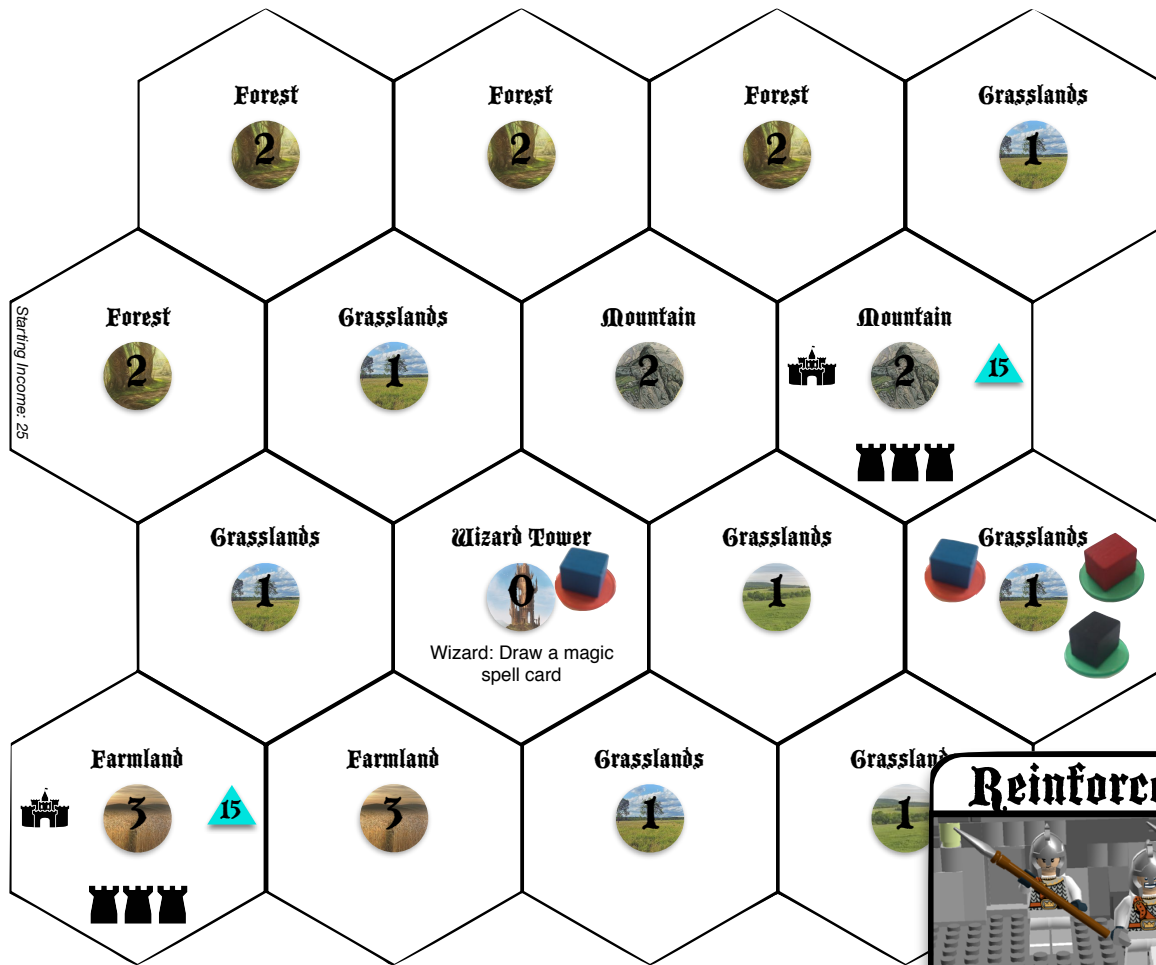 Forest
2
Forest
2
Forest
2
Grasslands
1
Starting Income: 25
Forest
2
Grasslands
1
Mountain
2
Mountain
2
15
Grasslands
1
Wizard Tower
0
Wizard: Draw a magic
spell card
Grasslands
1
Grasslands
1
Farmland
3
15
Farmland
3
Grasslands
1
Grassl
1
Reinforc